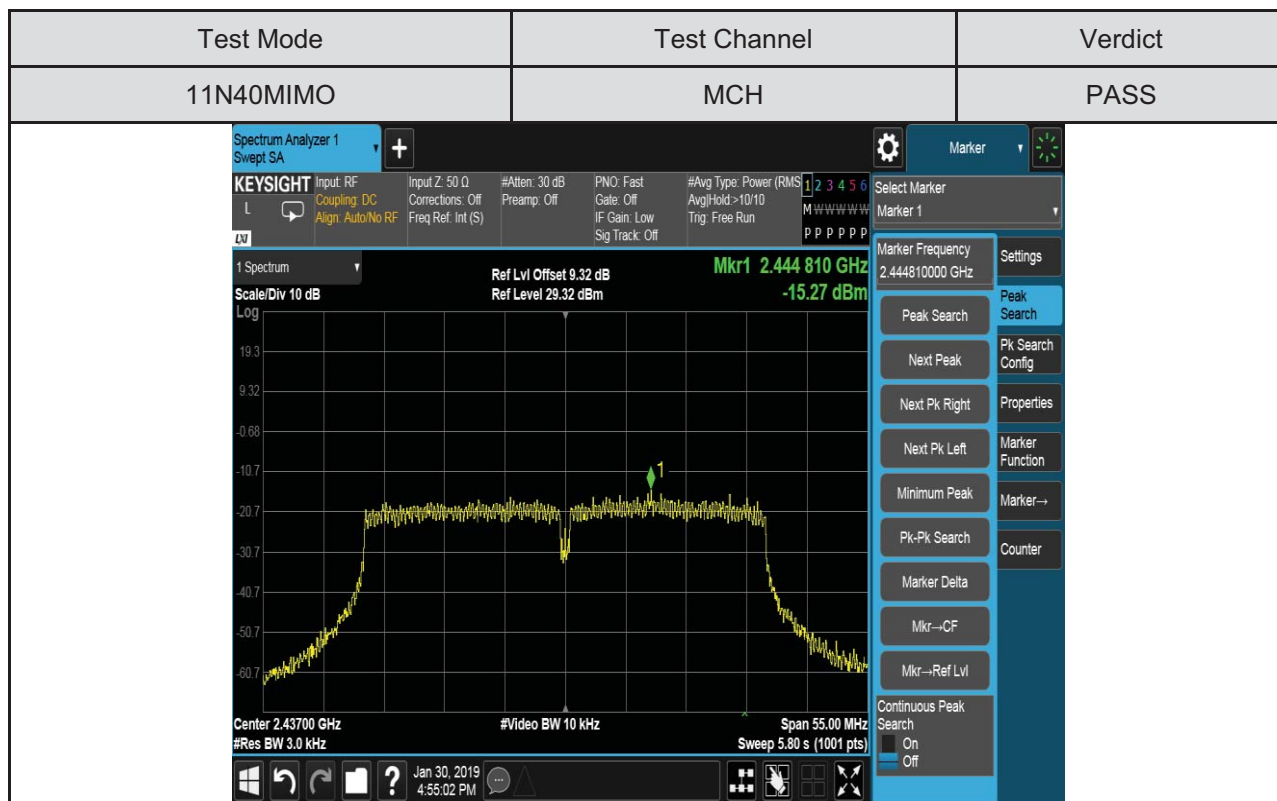 Test Mode Test Channel Verdict
11N40MIMO MCH PASS
Spectrum Analyzer 1
Swept SA
+
Marker
KEYSIGHT Input: RF Input Z: 50 Ω #Atten: 30 dB PNO: Fast #Avg Type: Power (RMS 1 2 3 4 5 6
L Coupling: DC Corrections: Off Preamp: Off Gate: Off Avg|Hold:>10/10 M W W W W W
Align: Auto/No RF Freq Ref: Int (S) IF Gain: Low Trig: Free Run
LXI Sig Track: Off P P P P P P
Select Marker
Marker 1
1 Spectrum Ref Lvl Offset 9.32 dB Mkr1 2.444 810 GHz
Scale/Div 10 dB Ref Level 29.32 dBm -15.27 dBm
Log
19.3
9.32
-0.68
-10.7
-20.7
-30.7
-40.7
-50.7
-60.7
1
Center 2.43700 GHz #Video BW 10 kHz Span 55.00 MHz
#Res BW 3.0 kHz Sweep 5.80 s (1001 pts)
Marker Frequency
2.444810000 GHz
Peak Search
Next Peak
Next Pk Right
Next Pk Left
Minimum Peak
Pk-Pk Search
Marker Delta
Mkr→CF
Mkr→Ref Lvl
Continuous Peak
Search
On
Off
Settings
Peak
Search
Pk Search
Config
Properties
Marker
Function
Marker→
Counter
? Jan 30, 2019
4:55:02 PM